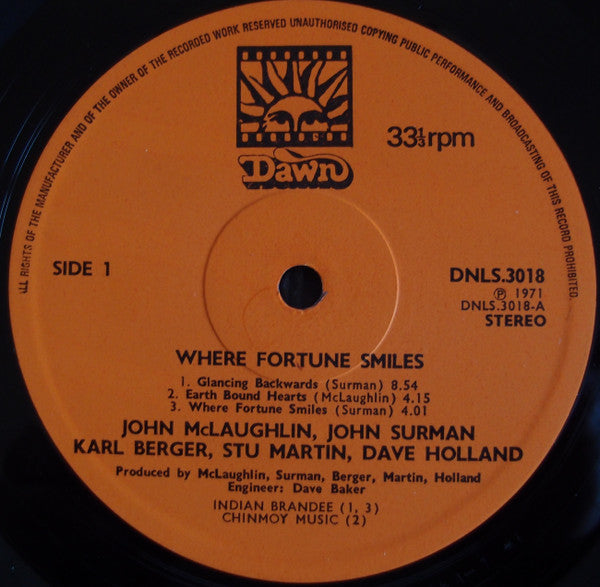 ALL RIGHTS OF THE MANUFACTURER AND OF THE OWNER OF THE RECORDED WORK RESERVED UNAUTHORISED COPYING PUBLIC PERFORMANCE AND BROADCASTING OF THIS RECORD PROHIBITED.
Dawn
33⅓rpm
SIDE 1
DNLS.3018
Ⓟ 1971
DNLS.3018-A
STEREO
WHERE FORTUNE SMILES
1. Glancing Backwards (Surman) 8.54
2. Earth Bound Hearts (McLaughlin) 4.15
3. Where Fortune Smiles (Surman) 4.01
JOHN McLAUGHLIN, JOHN SURMAN
KARL BERGER, STU MARTIN, DAVE HOLLAND
Produced by McLaughlin, Surman, Berger, Martin, Holland
Engineer: Dave Baker
INDIAN BRANDEE (1, 3)
CHINMOY MUSIC (2)